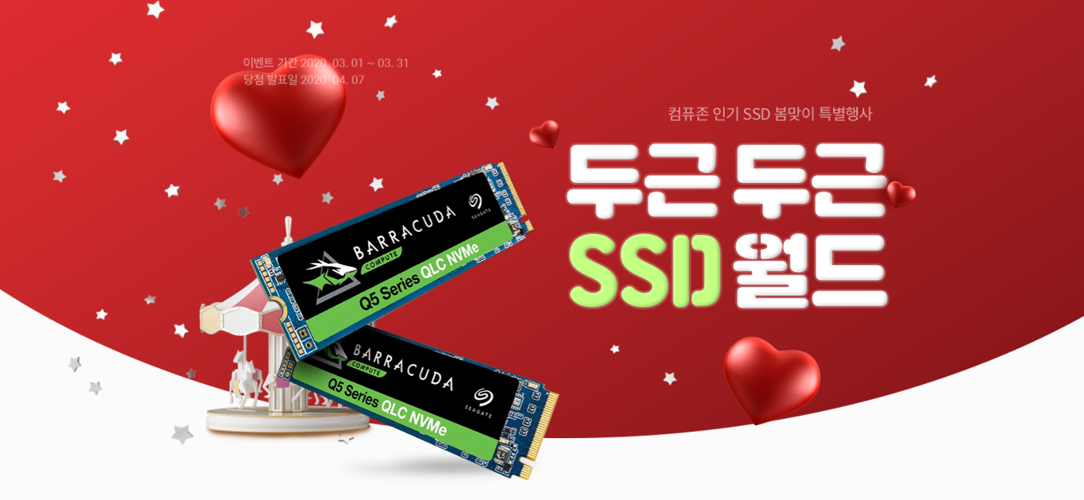 이벤트 기간 2020. 03. 01 ~ 03. 31
당첨 발표일 2020. 04. 07
컴퓨존 인기 SSD 봄맞이 특별행사
두근두근
SSD 월드
BARRACUDA
COMPUTE
SEAGATE
Q5 Series QLC NVMe
BARRACUDA
COMPUTE
SEAGATE
Q5 Series QLC NVMe